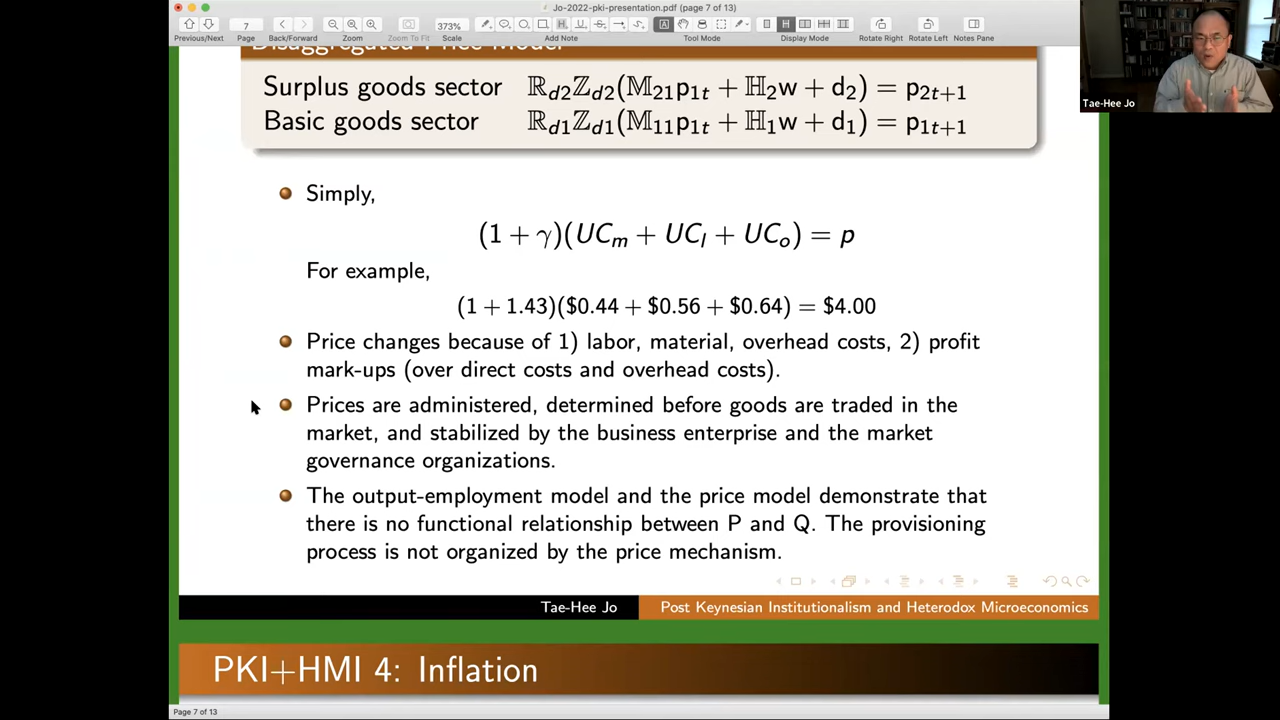 Jo-2022-pki-presentation.pdf (page 7 of 13)
7
373%
Previous/Next
Page
Back/Forward
Zoom
Zoom To Fit
Scale
Add Note
Tool Mode
Display Mode
Rotate Right
Rotate Left
Notes Pane
Tae-Hee Jo
Disaggregated Price Model
Surplus goods sector ℝd2ℤd2(𝕄21p1t + ℍ2w + d2) = p2t+1
Basic goods sector ℝd1ℤd1(𝕄11p1t + ℍ1w + d1) = p1t+1
Simply,
(1 + γ)(UCm + UCl + UCo) = p
For example,
(1 + 1.43)($0.44 + $0.56 + $0.64) = $4.00
Price changes because of 1) labor, material, overhead costs, 2) profit
mark-ups (over direct costs and overhead costs).
Prices are administered, determined before goods are traded in the
market, and stabilized by the business enterprise and the market
governance organizations.
The output-employment model and the price model demonstrate that
there is no functional relationship between P and Q. The provisioning
process is not organized by the price mechanism.
Tae-Hee Jo
Post Keynesian Institutionalism and Heterodox Microeconomics
PKI+HMI 4: Inflation
Page 7 of 13